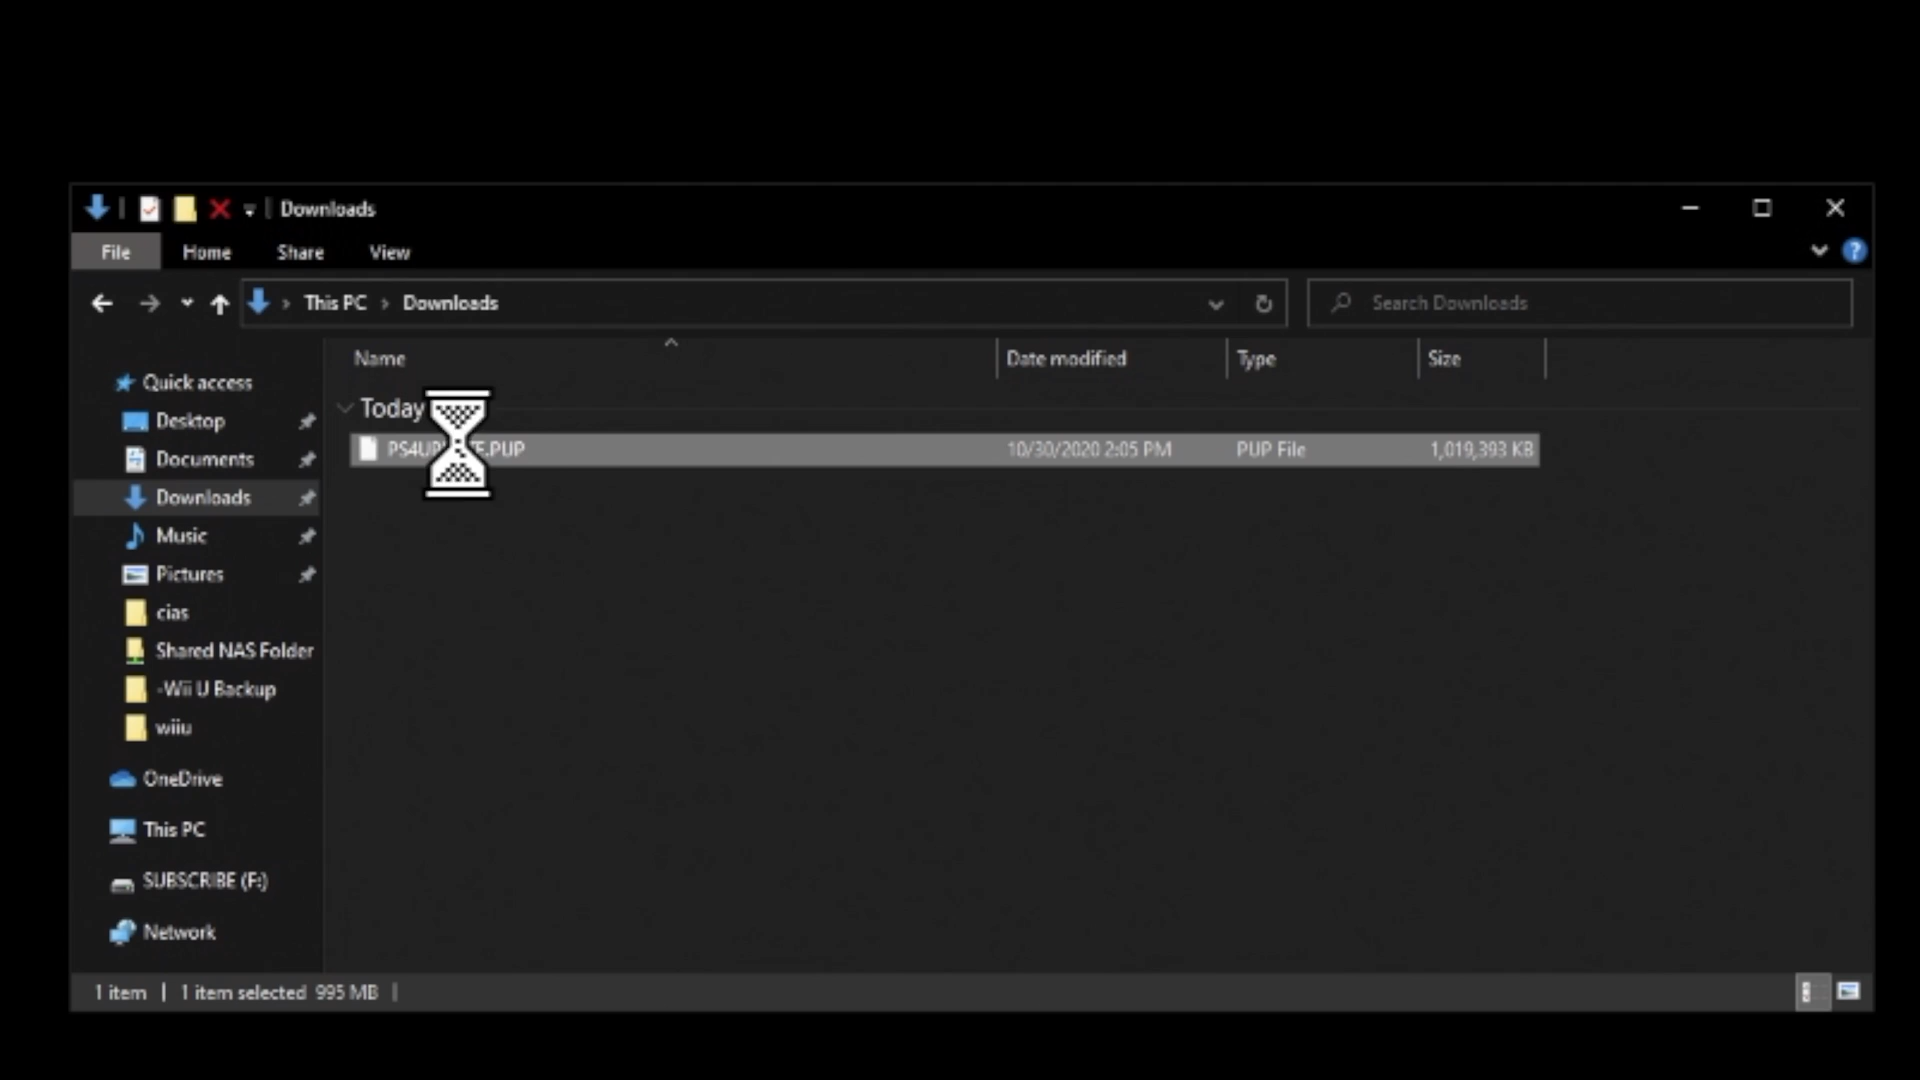 Downloads
File Home Share View
This PC Downloads
Search Downloads
Name Date modified Type Size
Quick access
Today
Desktop
10/30/2020 2:05 PM PUP File 1,019,393 KB
Documents
Downloads
Music
Pictures
cias
Shared NAS Folder
-Wii U Backup
wiiu
OneDrive
This PC
SUBSCRIBE (F:)
Network
1 item 1 item selected 995 MB